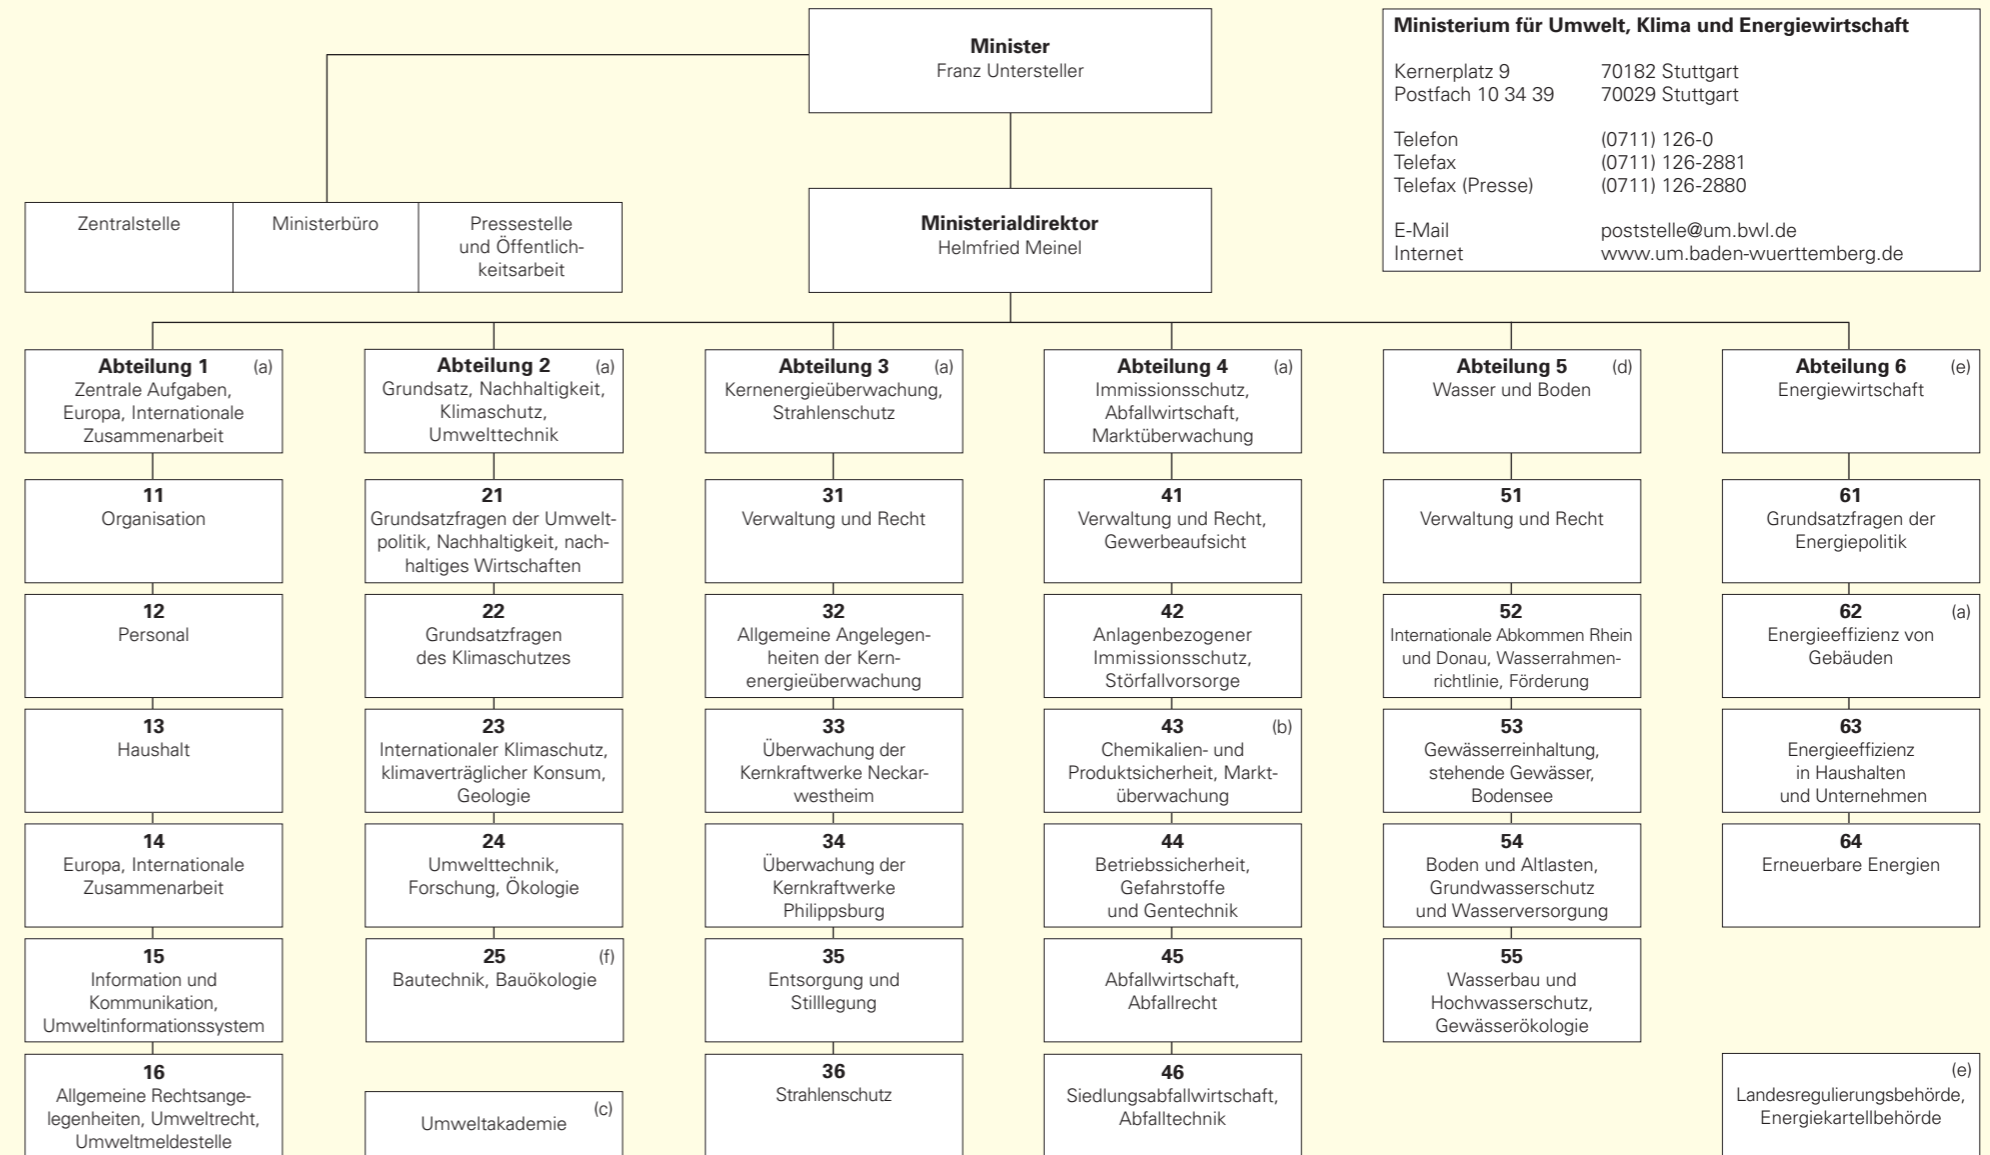 Minister
Franz Untersteller
Ministerium für Umwelt, Klima und Energiewirtschaft
Kernerplatz 9 70182 Stuttgart
Postfach 10 34 39 70029 Stuttgart
Telefon (0711) 126-0
Telefax (0711) 126-2881
Telefax (Presse) (0711) 126-2880
E-Mail poststelle@um.bwl.de
Internet www.um.baden-wuerttemberg.de
Zentralstelle
Ministerbüro
Pressestelle
und Öffentlich-
keitsarbeit
Ministerialdirektor
Helmfried Meinel
Abteilung 1 (a)
Zentrale Aufgaben,
Europa, Internationale
Zusammenarbeit
11
Organisation
12
Personal
13
Haushalt
14
Europa, Internationale
Zusammenarbeit
15
Information und
Kommunikation,
Umweltinformationssystem
16
Allgemeine Rechtsange-
legenheiten, Umweltrecht,
Umweltmeldestelle
Abteilung 2 (a)
Grundsatz, Nachhaltigkeit,
Klimaschutz,
Umwelttechnik
21
Grundsatzfragen der Umwelt-
politik, Nachhaltigkeit, nach-
haltiges Wirtschaften
22
Grundsatzfragen
des Klimaschutzes
23
Internationaler Klimaschutz,
klimaverträglicher Konsum,
Geologie
24
Umwelttechnik,
Forschung, Ökologie
25 (f)
Bautechnik, Bauökologie
(c)
Umweltakademie
Abteilung 3 (a)
Kernenergieüberwachung,
Strahlenschutz
31
Verwaltung und Recht
32
Allgemeine Angelegen-
heiten der Kern-
energieüberwachung
33
Überwachung der
Kernkraftwerke Neckar-
westheim
34
Überwachung der
Kernkraftwerke
Philippsburg
35
Entsorgung und
Stilllegung
36
Strahlenschutz
Abteilung 4 (a)
Immissionsschutz,
Abfallwirtschaft,
Marktüberwachung
41
Verwaltung und Recht,
Gewerbeaufsicht
42
Anlagenbezogener
Immissionsschutz,
Störfallvorsorge
43 (b)
Chemikalien- und
Produktsicherheit, Markt-
überwachung
44
Betriebssicherheit,
Gefahrstoffe
und Gentechnik
45
Abfallwirtschaft,
Abfallrecht
46
Siedlungsabfallwirtschaft,
Abfalltechnik
Abteilung 5 (d)
Wasser und Boden
51
Verwaltung und Recht
52
Internationale Abkommen Rhein
und Donau, Wasserrahmen-
richtlinie, Förderung
53
Gewässerreinhaltung,
stehende Gewässer,
Bodensee
54
Boden und Altlasten,
Grundwasserschutz
und Wasserversorgung
55
Wasserbau und
Hochwasserschutz,
Gewässerökologie
Abteilung 6 (e)
Energiewirtschaft
61
Grundsatzfragen der
Energiepolitik
62 (a)
Energieeffizienz von
Gebäuden
63
Energieeffizienz
in Haushalten
und Unternehmen
64
Erneuerbare Energien
(e)
Landesregulierungsbehörde,
Energiekartellbehörde